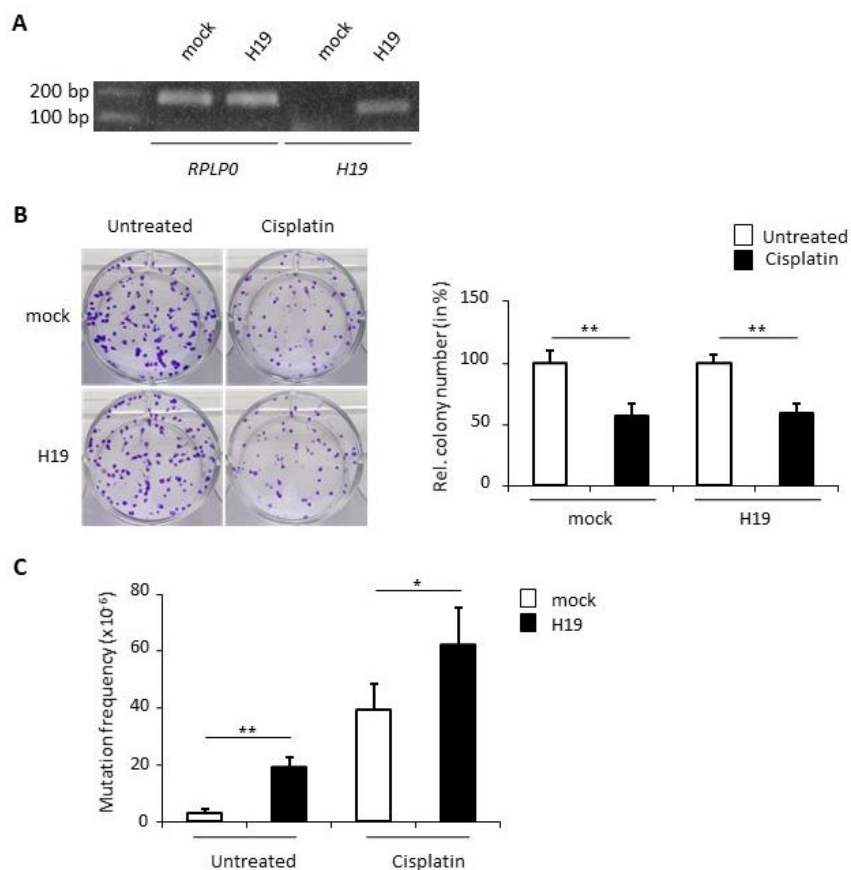 A
mock
H19
mock
H19
200 bp
100 bp
RPLP0
H19
B
Untreated
Cisplatin
mock
H19
Untreated
Cisplatin
Rel. colony number (in %)
150
100
50
0
**
**
mock
H19
C
Mutation frequency (x10⁻⁶)
80
60
40
20
0
**
*
mock
H19
Untreated
Cisplatin